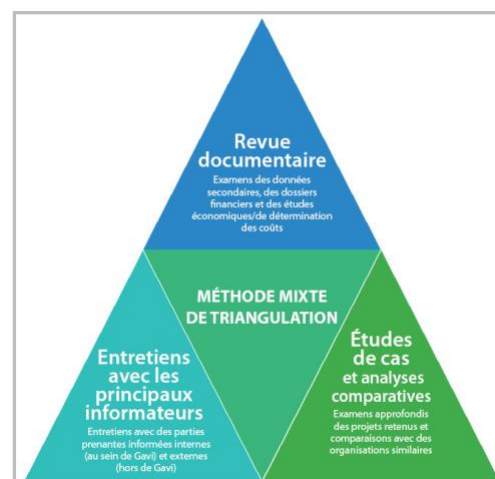 Revue
documentaire
Examens des données
secondaires, des dossiers
financiers et des études
économiques/de détermination
des coûts
MÉTHODE MIXTE
DE TRIANGULATION
Entretiens
avec les
principaux
informateurs
Entretiens avec des parties
prenantes informées internes
(au sein de Gavi) et externes
(hors de Gavi)
Études
de cas
et analyses
comparatives
Examens approfondis
des projets retenus et
comparaisons avec des
organisations similaires